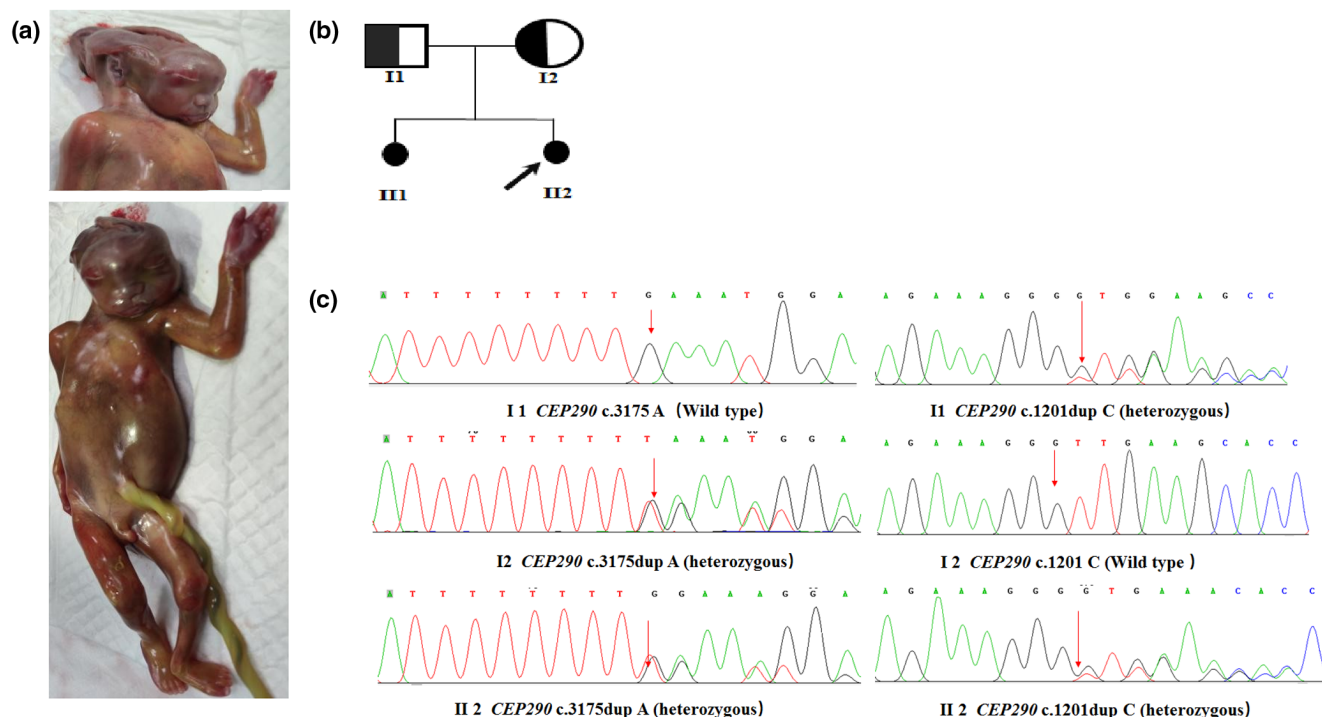 (a)
(b)
I1
I2
II1
II2
(c)
A T T T T T T T T G A A A T G G A
A G A A A G G G G T G G A A G C C
I 1 CEP290 c.3175 A (Wild type)
I1 CEP290 c.1201dup C (heterozygous)
A T T T T T T T T T A A A T G G A
A G A A A G G G T T G A A G C A C C
I2 CEP290 c.3175dup A (heterozygous)
I 2 CEP290 c.1201 C (Wild type )
A T T T T T T T T G G A A A G G A
A G A A A G G G G T G A A A C A C C
II 2 CEP290 c.3175dup A (heterozygous)
II 2 CEP290 c.1201dup C (heterozygous)